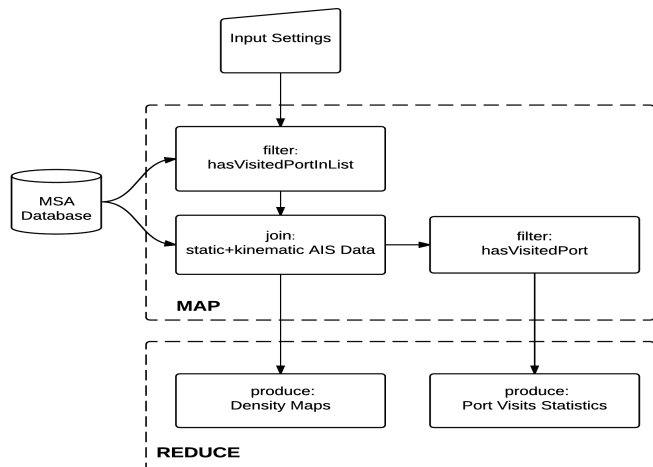 Input Settings
filter:
hasVisitedPortInList
MSA
Database
join:
static+kinematic AIS Data
filter:
hasVisitedPort
MAP
produce:
Density Maps
produce:
Port Visits Statistics
REDUCE